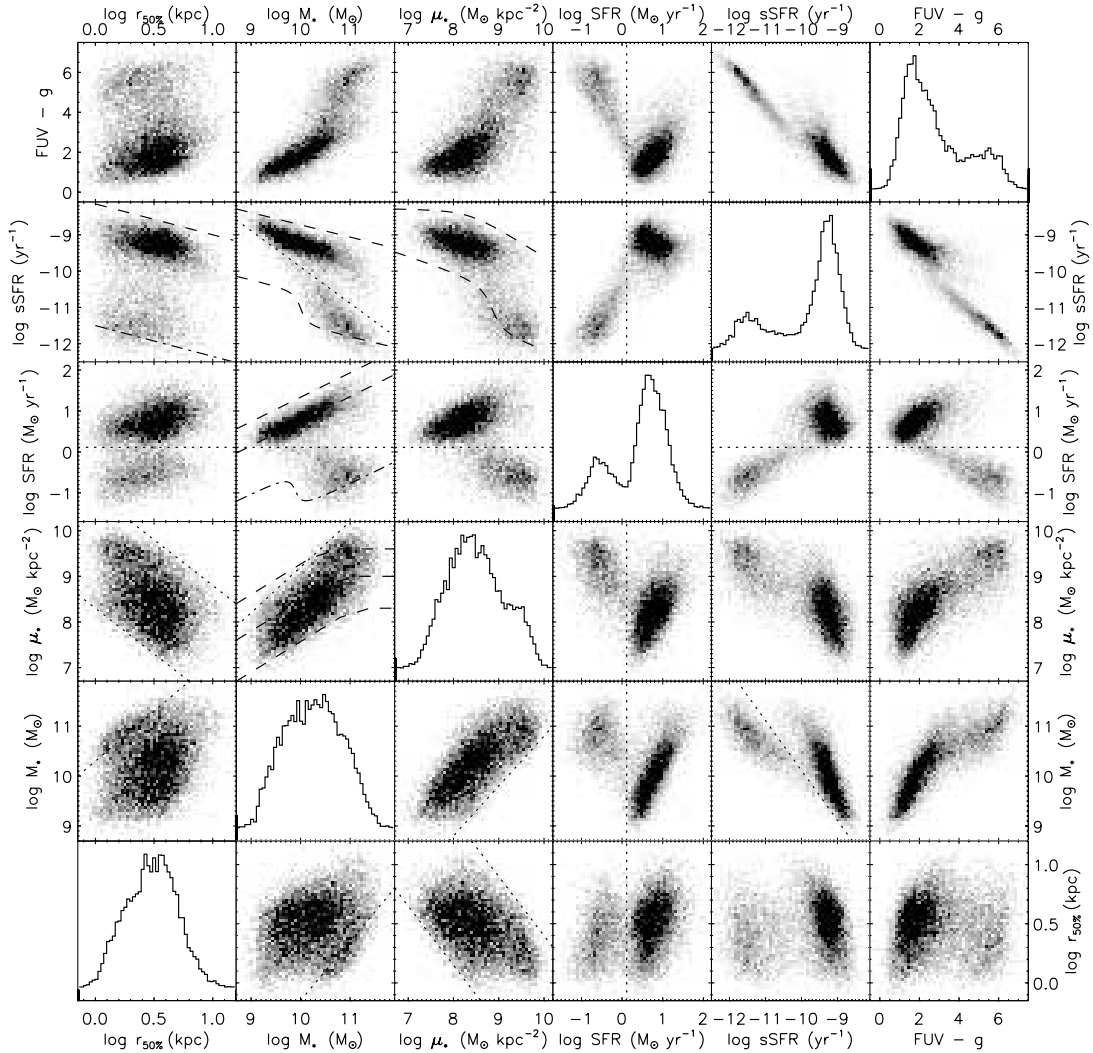 log r50% (kpc) log M* (M⊙) log μ* (M⊙ kpc−2) log SFR (M⊙ yr−1) log sSFR (yr−1) FUV − g
0.0 0.5 1.0 9 10 11 7 8 9 10 −1 0 1 2 −12 −11 −10 −9 0 2 4 6
FUV − g
6
4
2
0
log sSFR (yr−1)
−9
−10
−11
−12
log sSFR (yr−1)
−9
−10
−11
−12
log SFR (M⊙ yr−1)
2
1
0
−1
log SFR (M⊙ yr−1)
2
1
0
−1
log μ* (M⊙ kpc−2)
10
9
8
7
log μ* (M⊙ kpc−2)
10
9
8
7
log M* (M⊙)
11
10
9
log M* (M⊙)
11
10
9
log r50% (kpc)
1.0
0.5
0.0
0.0 0.5 1.0 9 10 11 7 8 9 10 −1 0 1 2 −12 −11 −10 −9 0 2 4 6
log r50% (kpc) log M* (M⊙) log μ* (M⊙ kpc−2) log SFR (M⊙ yr−1) log sSFR (yr−1) FUV − g